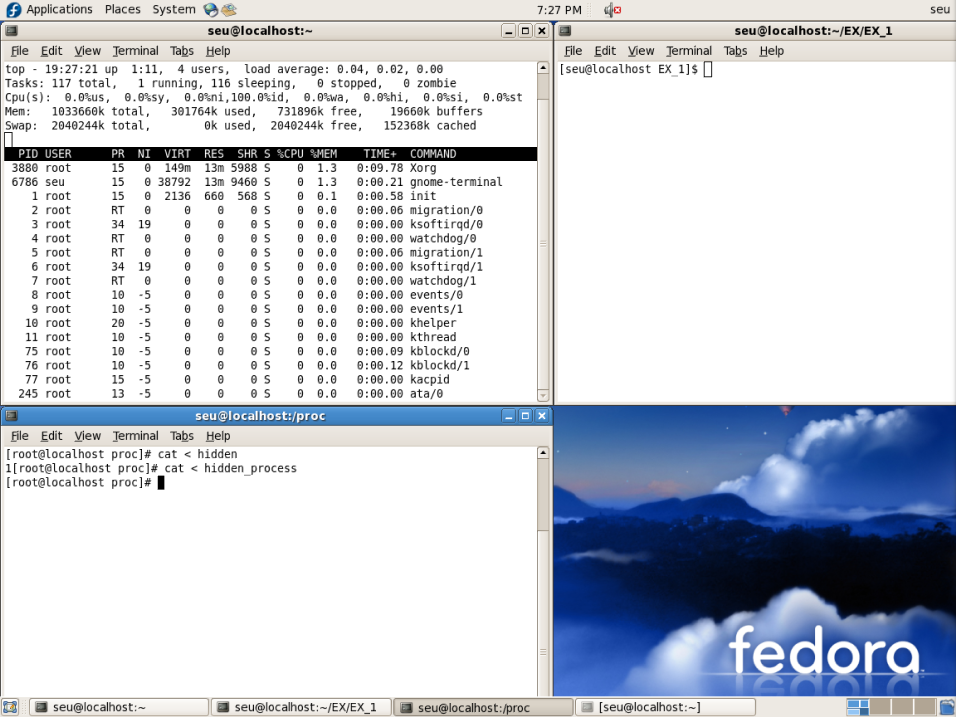 Applications Places System 7:27 PM seu
seu@localhost:~
File Edit View Terminal Tabs Help
top - 19:27:21 up  1:11,  4 users,  load average: 0.04, 0.02, 0.00
Tasks: 117 total,   1 running, 116 sleeping,   0 stopped,   0 zombie
Cpu(s):  0.0%us,  0.0%sy,  0.0%ni,100.0%id,  0.0%wa,  0.0%hi,  0.0%si,  0.0%st
Mem:   1033660k total,   301764k used,   731896k free,    19660k buffers
Swap:  2040244k total,        0k used,  2040244k free,   152368k cached
PID USER      PR  NI  VIRT  RES  SHR S %CPU %MEM    TIME+  COMMAND
3880 root      15   0  149m  13m 5988 S    0  1.3   0:09.78 Xorg
6786 seu       15   0 38792  13m 9460 S    0  1.3   0:00.21 gnome-terminal
1 root      15   0  2136  660  568 S    0  0.1   0:00.58 init
2 root      RT   0     0    0    0 S    0  0.0   0:00.06 migration/0
3 root      34  19     0    0    0 S    0  0.0   0:00.00 ksoftirqd/0
4 root      RT   0     0    0    0 S    0  0.0   0:00.00 watchdog/0
5 root      RT   0     0    0    0 S    0  0.0   0:00.06 migration/1
6 root      34  19     0    0    0 S    0  0.0   0:00.00 ksoftirqd/1
7 root      RT   0     0    0    0 S    0  0.0   0:00.00 watchdog/1
8 root      10  -5     0    0    0 S    0  0.0   0:00.00 events/0
9 root      10  -5     0    0    0 S    0  0.0   0:00.00 events/1
10 root      20  -5     0    0    0 S    0  0.0   0:00.00 khelper
11 root      10  -5     0    0    0 S    0  0.0   0:00.00 kthread
75 root      10  -5     0    0    0 S    0  0.0   0:00.09 kblockd/0
76 root      10  -5     0    0    0 S    0  0.0   0:00.12 kblockd/1
77 root      15  -5     0    0    0 S    0  0.0   0:00.00 kacpid
245 root      13  -5     0    0    0 S    0  0.0   0:00.00 ata/0
seu@localhost:~/EX/EX_1
File Edit View Terminal Tabs Help
[seu@localhost EX_1]$
seu@localhost:/proc
File Edit View Terminal Tabs Help
[root@localhost proc]# cat < hidden
1[root@localhost proc]# cat < hidden_process
[root@localhost proc]#
fedora
seu@localhost:~ seu@localhost:~/EX/EX_1 seu@localhost:/proc [seu@localhost:~]